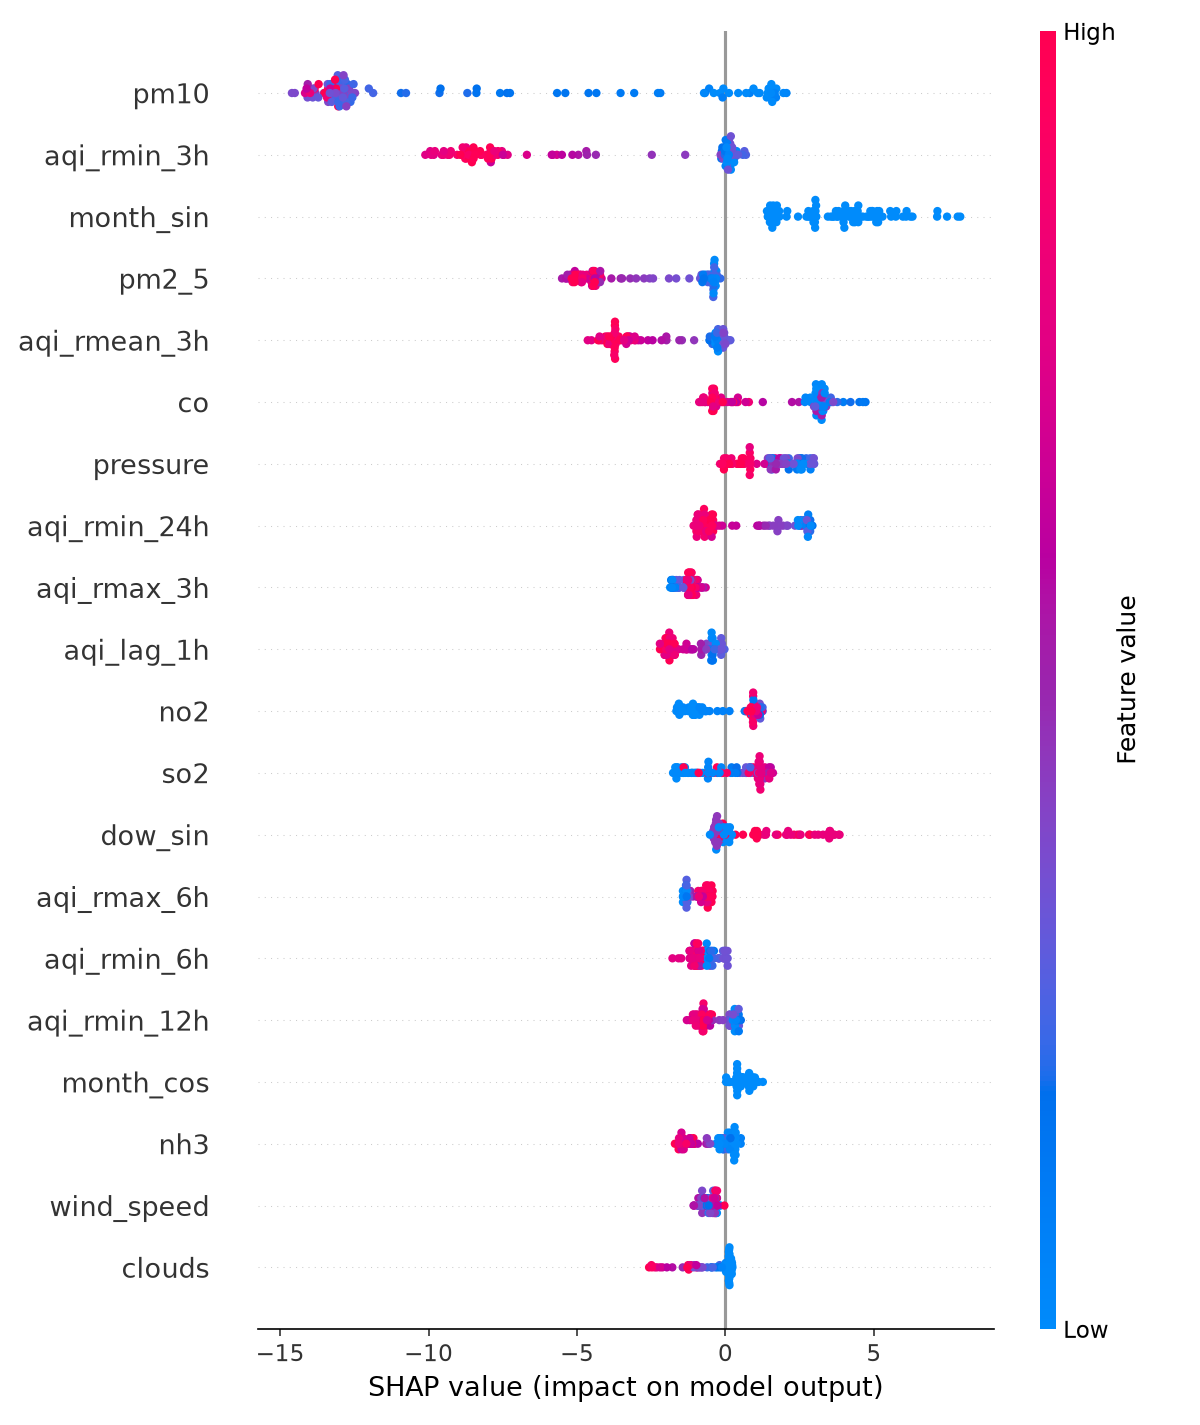 High
pm10
aqi_rmin_3h
month_sin
pm2_5
aqi_rmean_3h
co
pressure
aqi_rmin_24h
aqi_rmax_3h
aqi_lag_1h
no2
so2
dow_sin
aqi_rmax_6h
aqi_rmin_6h
aqi_rmin_12h
month_cos
nh3
wind_speed
clouds
Feature value
Low
−15 −10 −5 0 5
SHAP value (impact on model output)